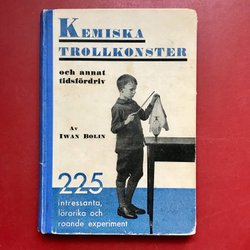 KEMISKA
TROLLKONSTER
och annat
tidsfördriv
Av
IWAN BOLIN
225
intressanta,
lärorika och
roande experiment